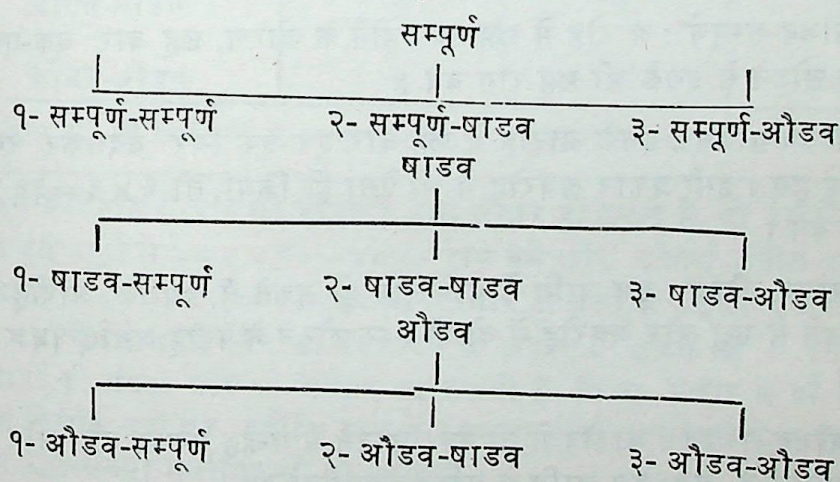 सम्पूर्ण
१- सम्पूर्ण-सम्पूर्ण २- सम्पूर्ण-षाडव ३- सम्पूर्ण-औडव
षाडव
१- षाडव-सम्पूर्ण २- षाडव-षाडव ३- षाडव-औडव
औडव
१- औडव-सम्पूर्ण २- औडव-षाडव ३- औडव-औडव